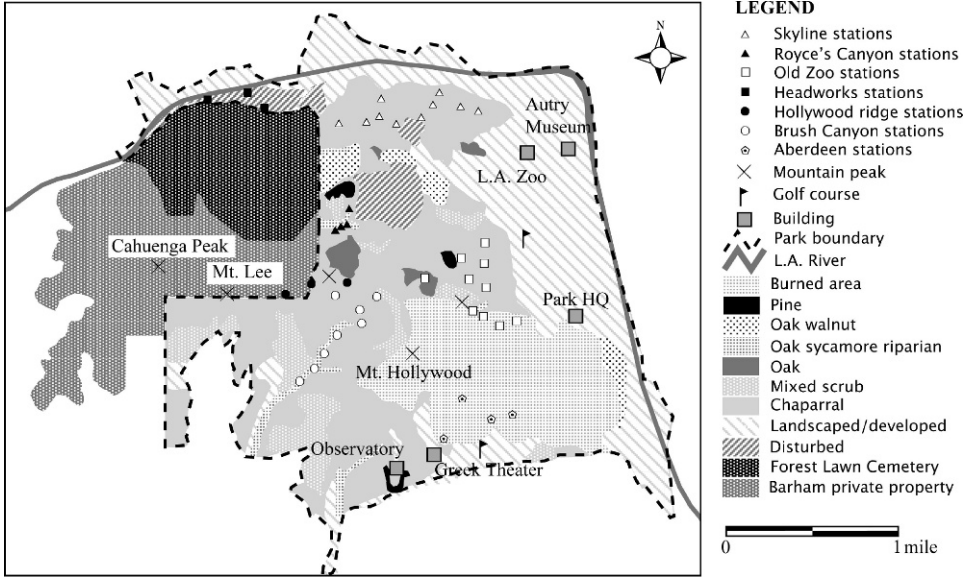 N
Autry
Museum
L.A. Zoo
Cahuenga Peak
Mt. Lee
Park HQ
Mt. Hollywood
Observatory
Greek Theater
LEGEND
Skyline stations
Royce's Canyon stations
Old Zoo stations
Headworks stations
Hollywood ridge stations
Brush Canyon stations
Aberdeen stations
Mountain peak
Golf course
Building
Park boundary
L.A. River
Burned area
Pine
Oak walnut
Oak sycamore riparian
Oak
Mixed scrub
Chaparral
Landscaped/developed
Disturbed
Forest Lawn Cemetery
Barham private property
0 1 mile